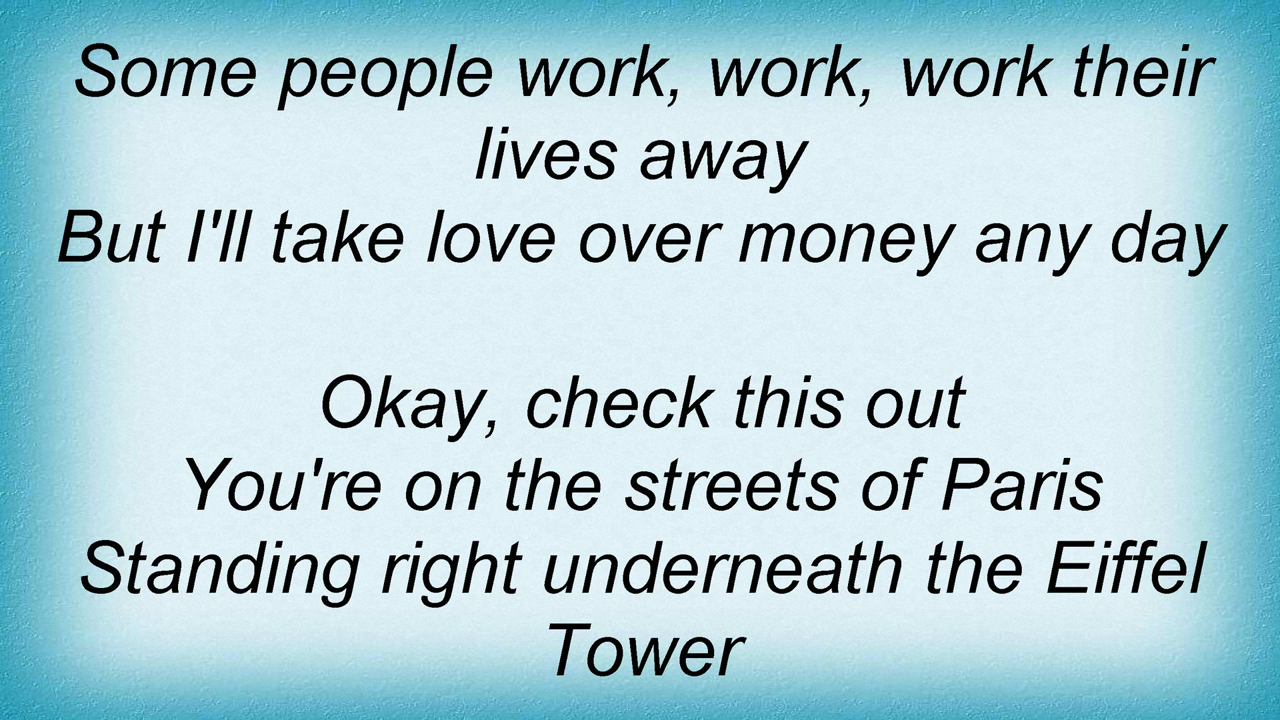 Some people work, work, work their
lives away
But I'll take love over money any day
Okay, check this out
You're on the streets of Paris
Standing right underneath the Eiffel
Tower